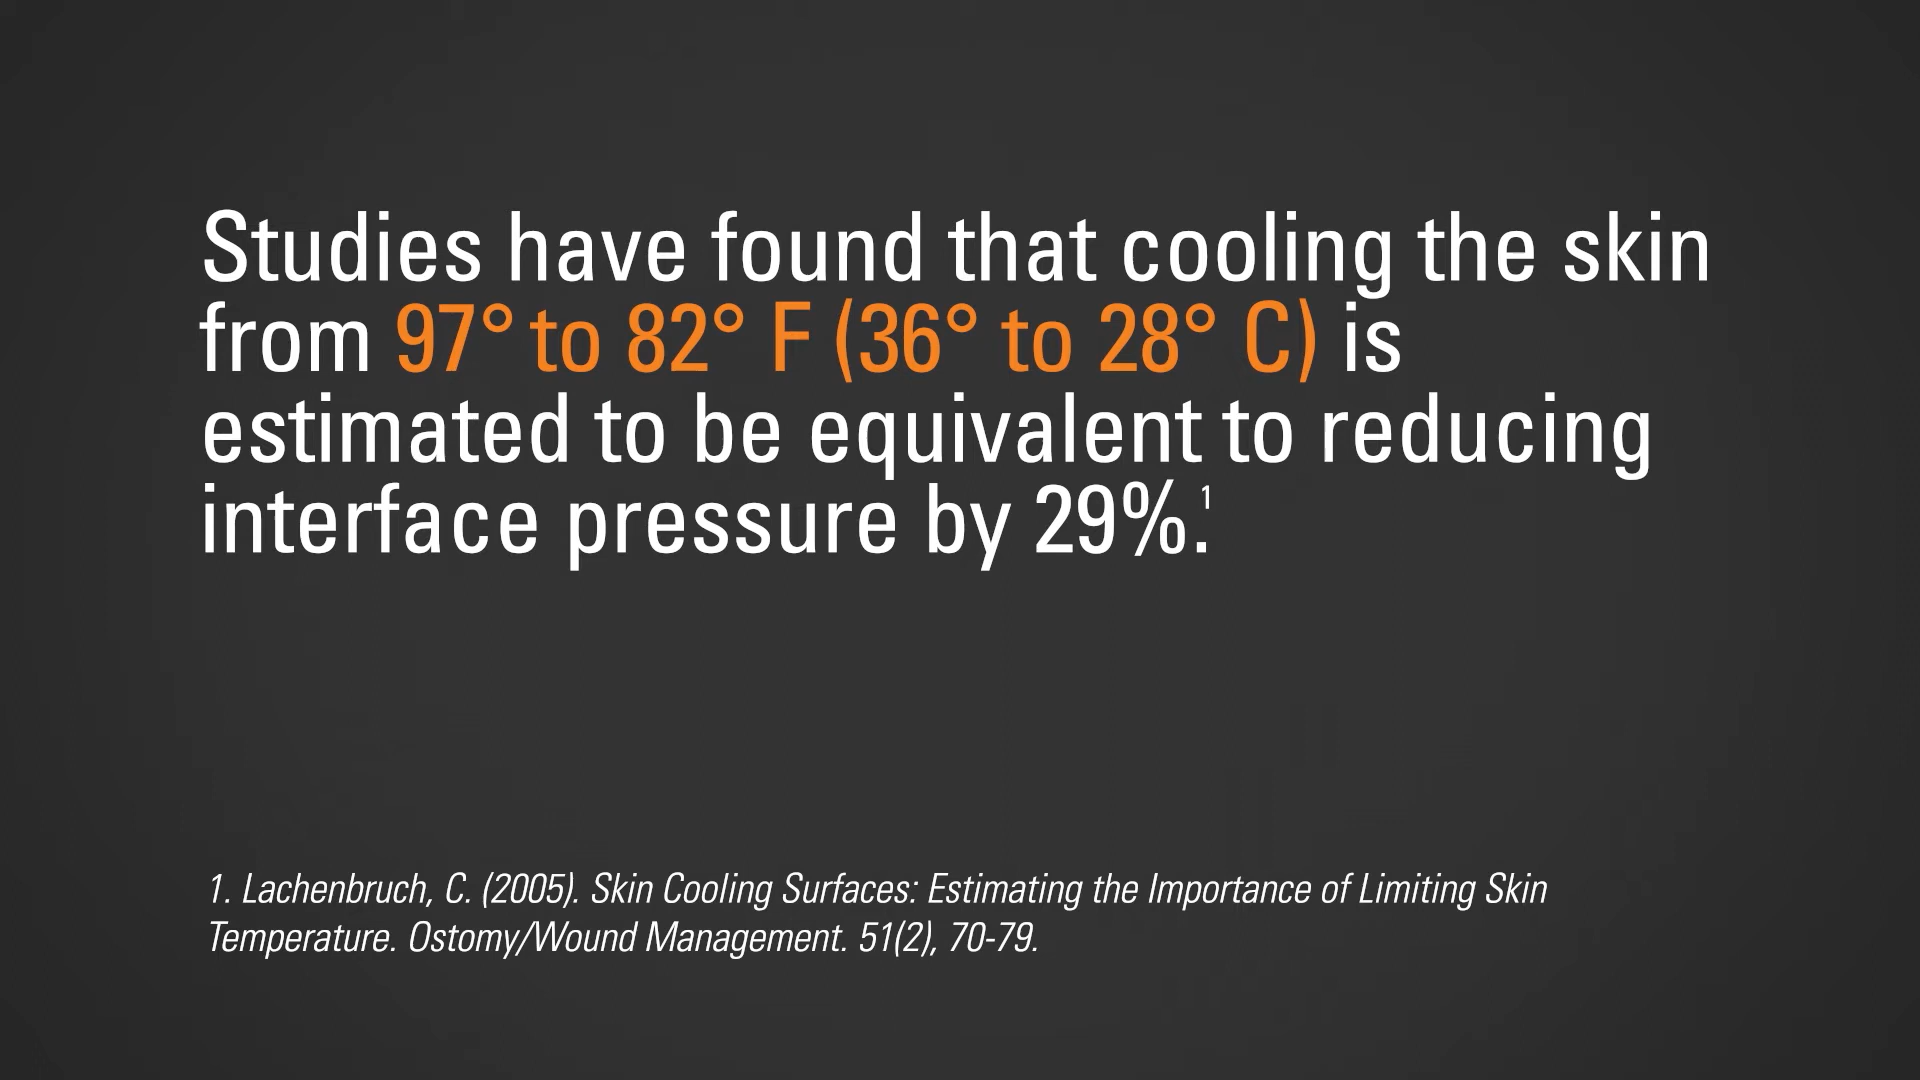 Studies have found that cooling the skin
from 97° to 82° F (36° to 28° C) is
estimated to be equivalent to reducing
interface pressure by 29%.¹
1. Lachenbruch, C. (2005). Skin Cooling Surfaces: Estimating the Importance of Limiting Skin
Temperature. Ostomy/Wound Management. 51(2), 70-79.